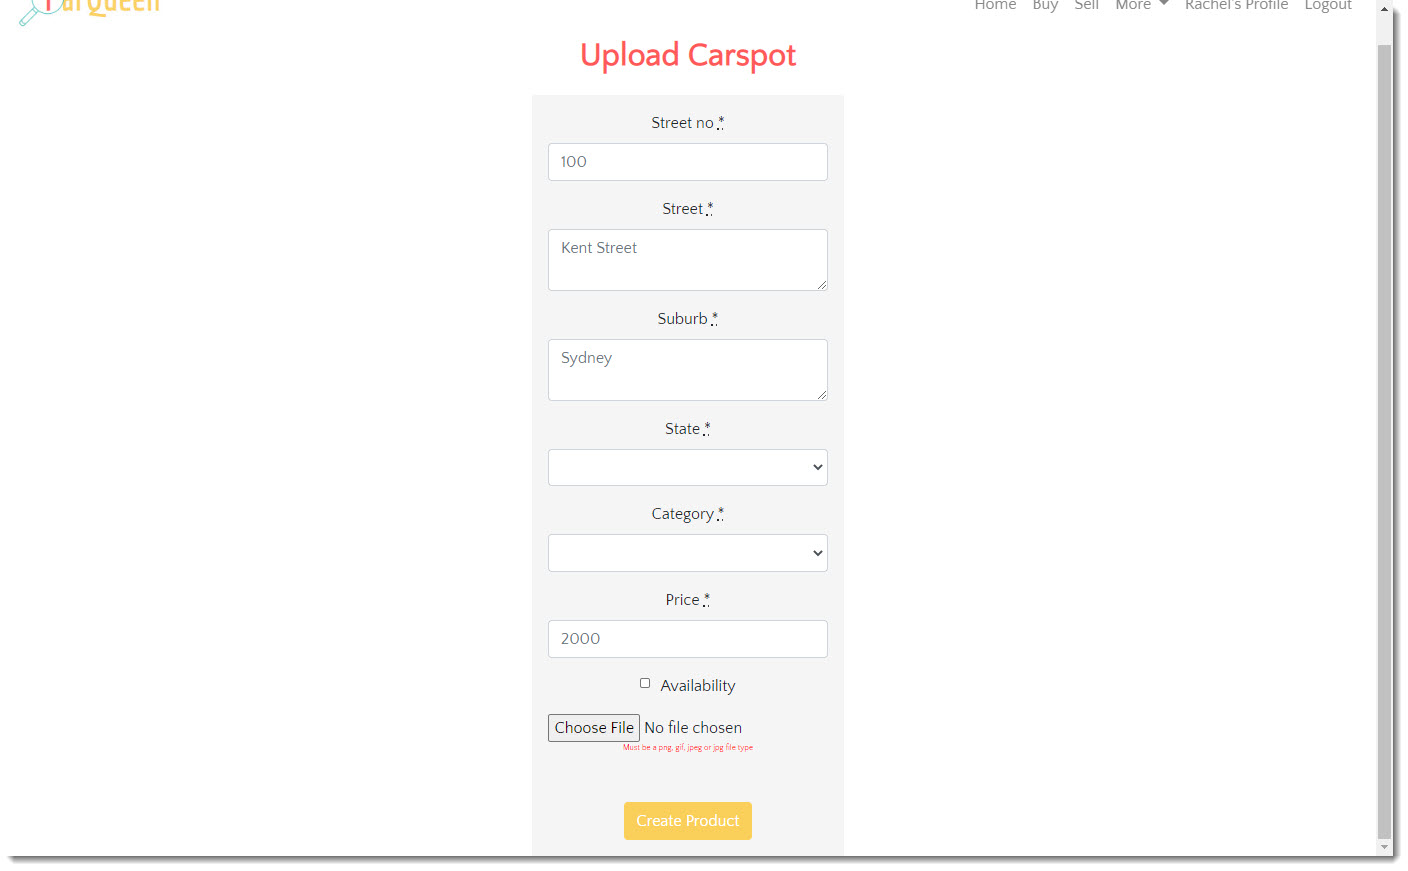 ParQueen
Home Buy Sell More Rachel's Profile Logout
Upload Carspot
Street no *
100
Street *
Kent Street
Suburb *
Sydney
State *
Category *
Price *
2000
Availability
Choose File No file chosen
Must be a png, gif, jpeg or jpg file type
Create Product